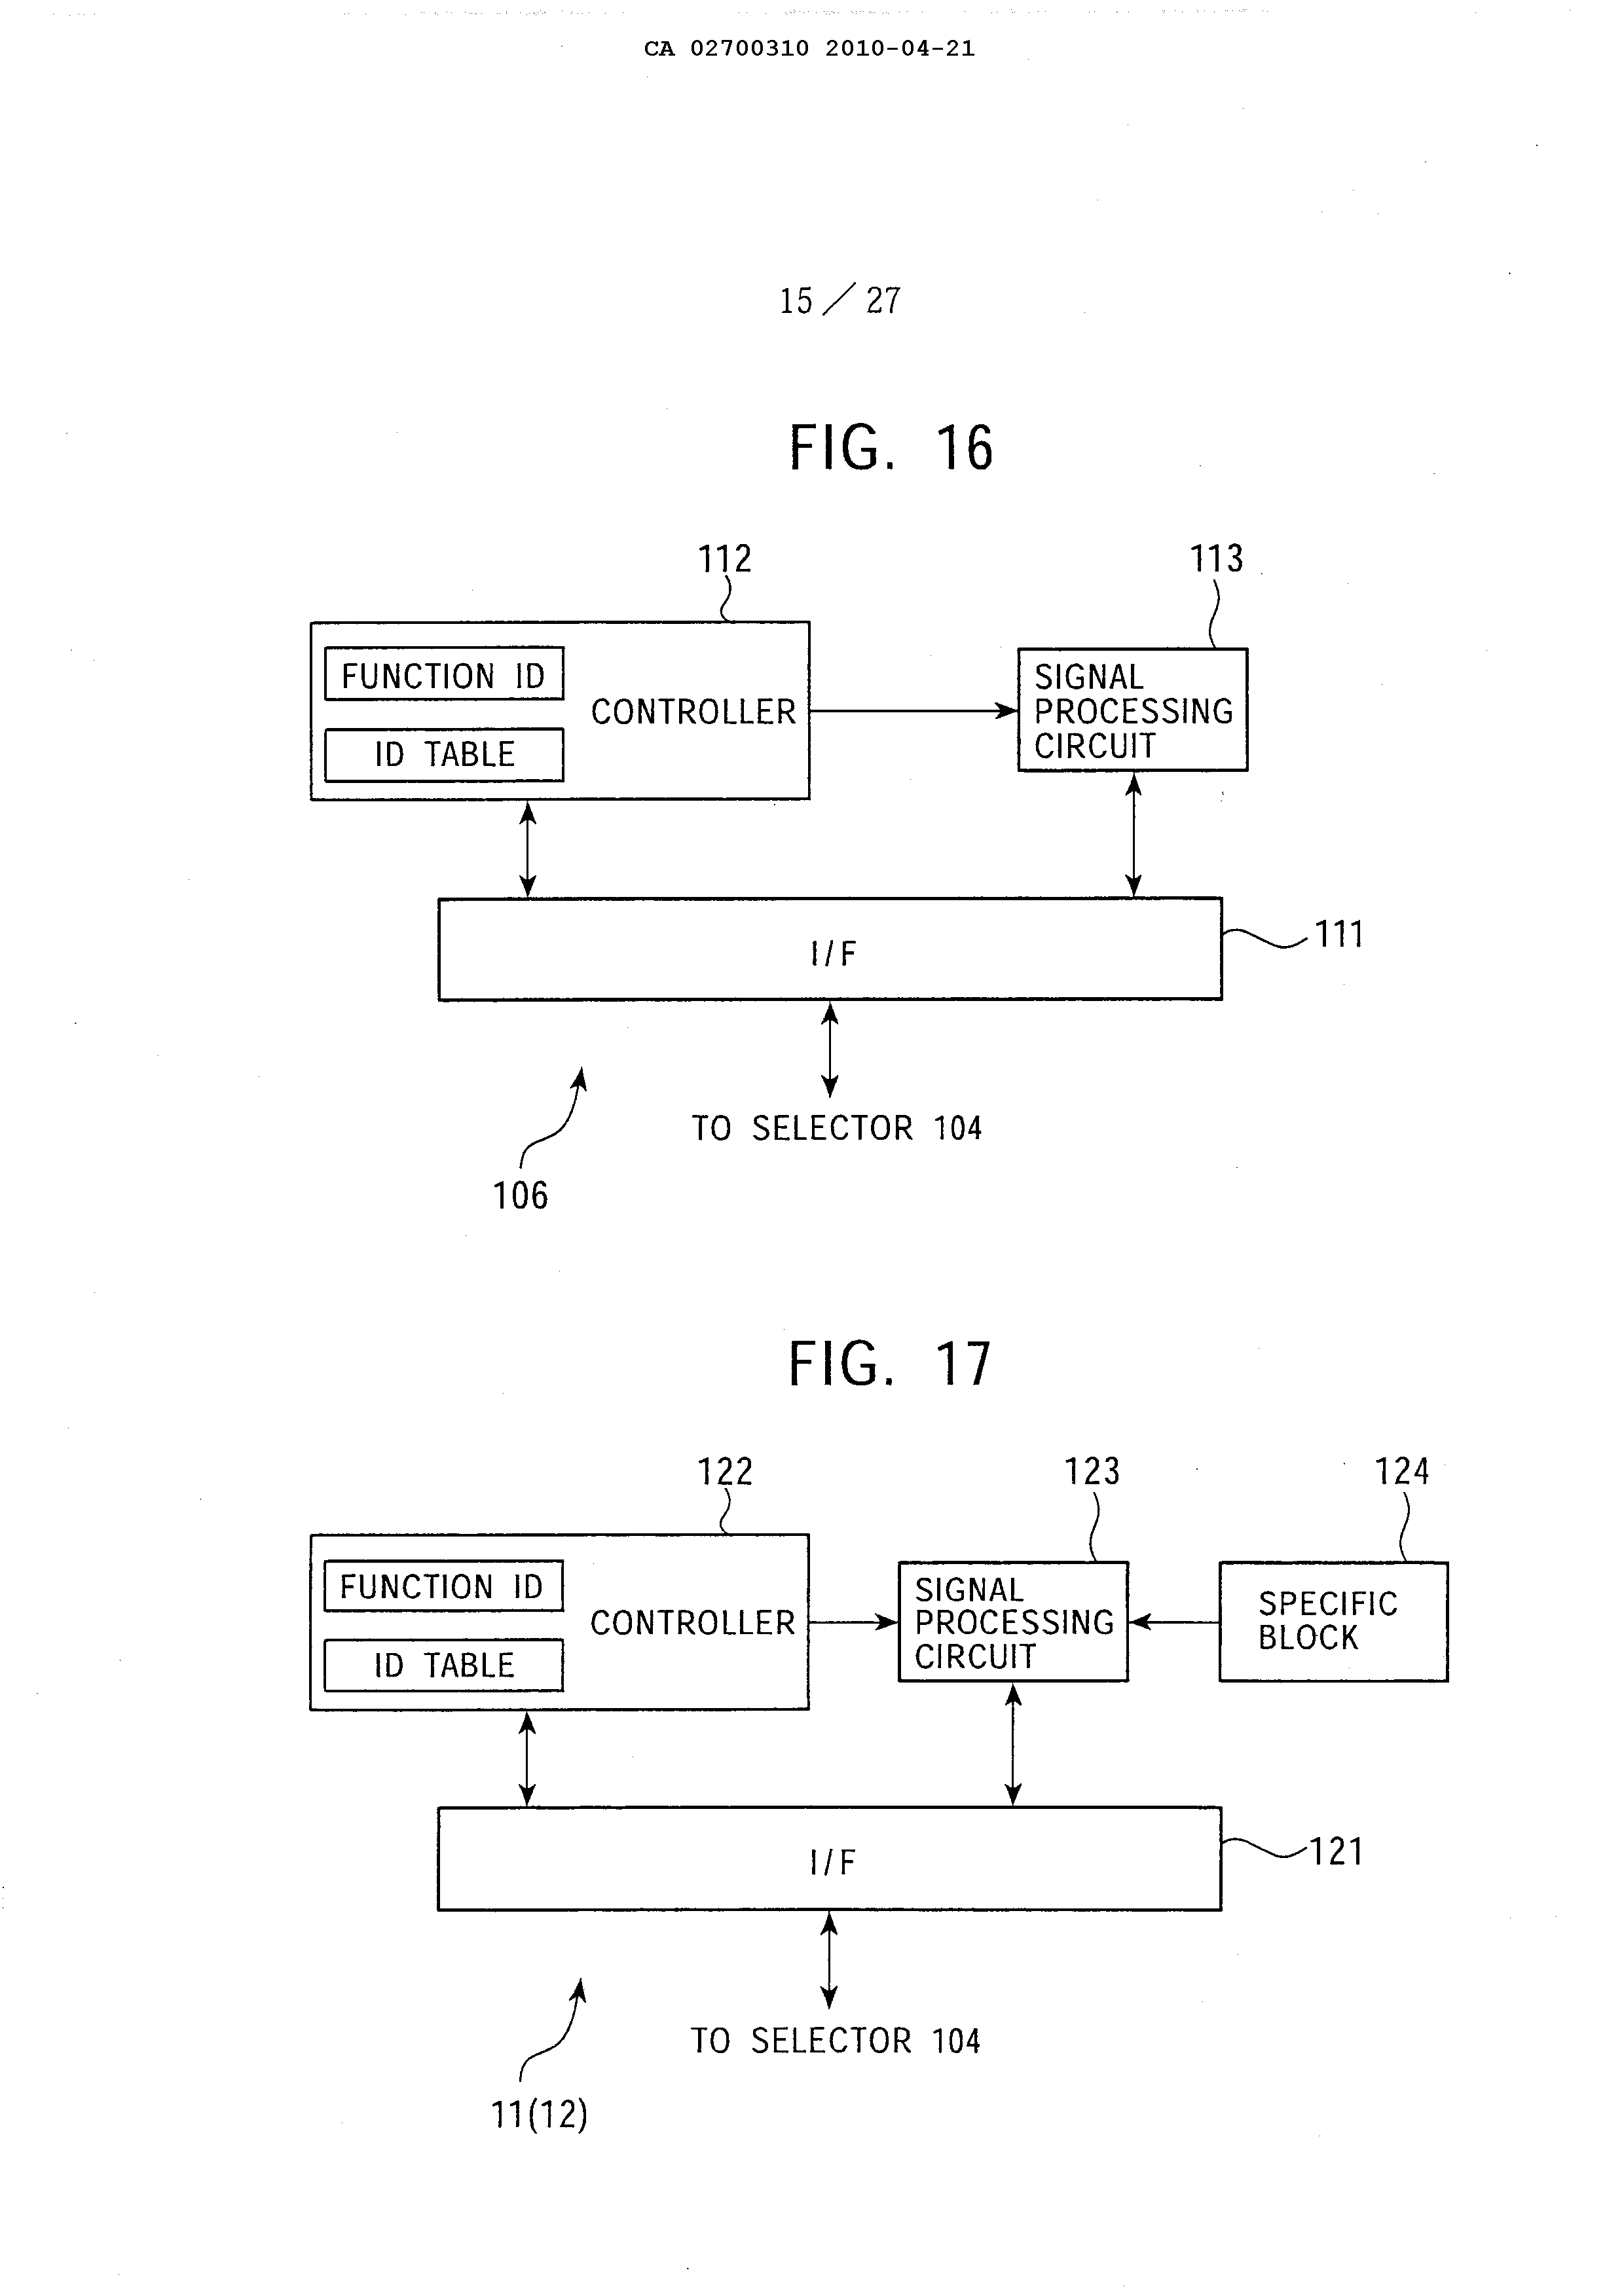 CA 02700310 2010-04-21
15 / 27
FIG. 16
112
113
FUNCTION ID
ID TABLE
CONTROLLER
SIGNAL
PROCESSING
CIRCUIT
I/F
111
TO SELECTOR 104
106
FIG. 17
122
123
124
FUNCTION ID
ID TABLE
CONTROLLER
SIGNAL
PROCESSING
CIRCUIT
SPECIFIC
BLOCK
I/F
121
TO SELECTOR 104
11(12)